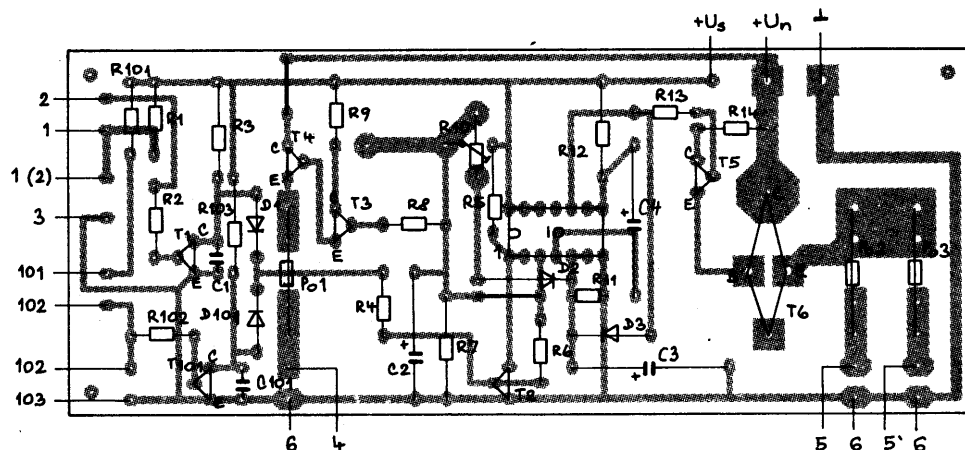 +Us +Un ⊥
R101
2
R1
R3
R9
R13
R14
1
T4
C
R12
C
T5
1 (2)
E
E
R2
R103
D1
T3
R8
R5
C4
+
3
T1
C
E
101
E
C1
Po1
D2
R11
102
R102
D101
R4
T6
T101
C
R7
R6
D3
+
C2
C3
+
102
C101
103
6 4 5 6 5' 6